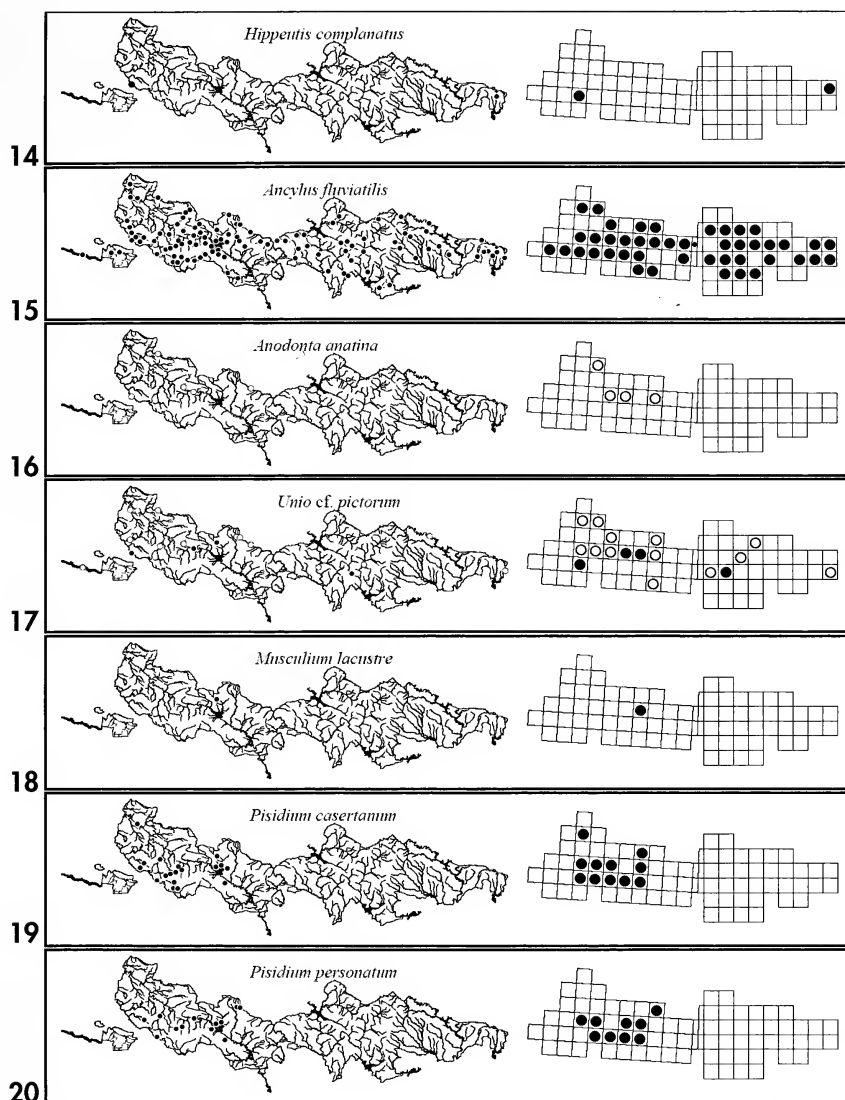 Hippeutis complanatus
14
Ancylus fluviatilis
15
Anodonta anatina
16
Unio cf. pictorum
17
Musculium lacustre
18
Pisidium casertanum
19
Pisidium personatum
20